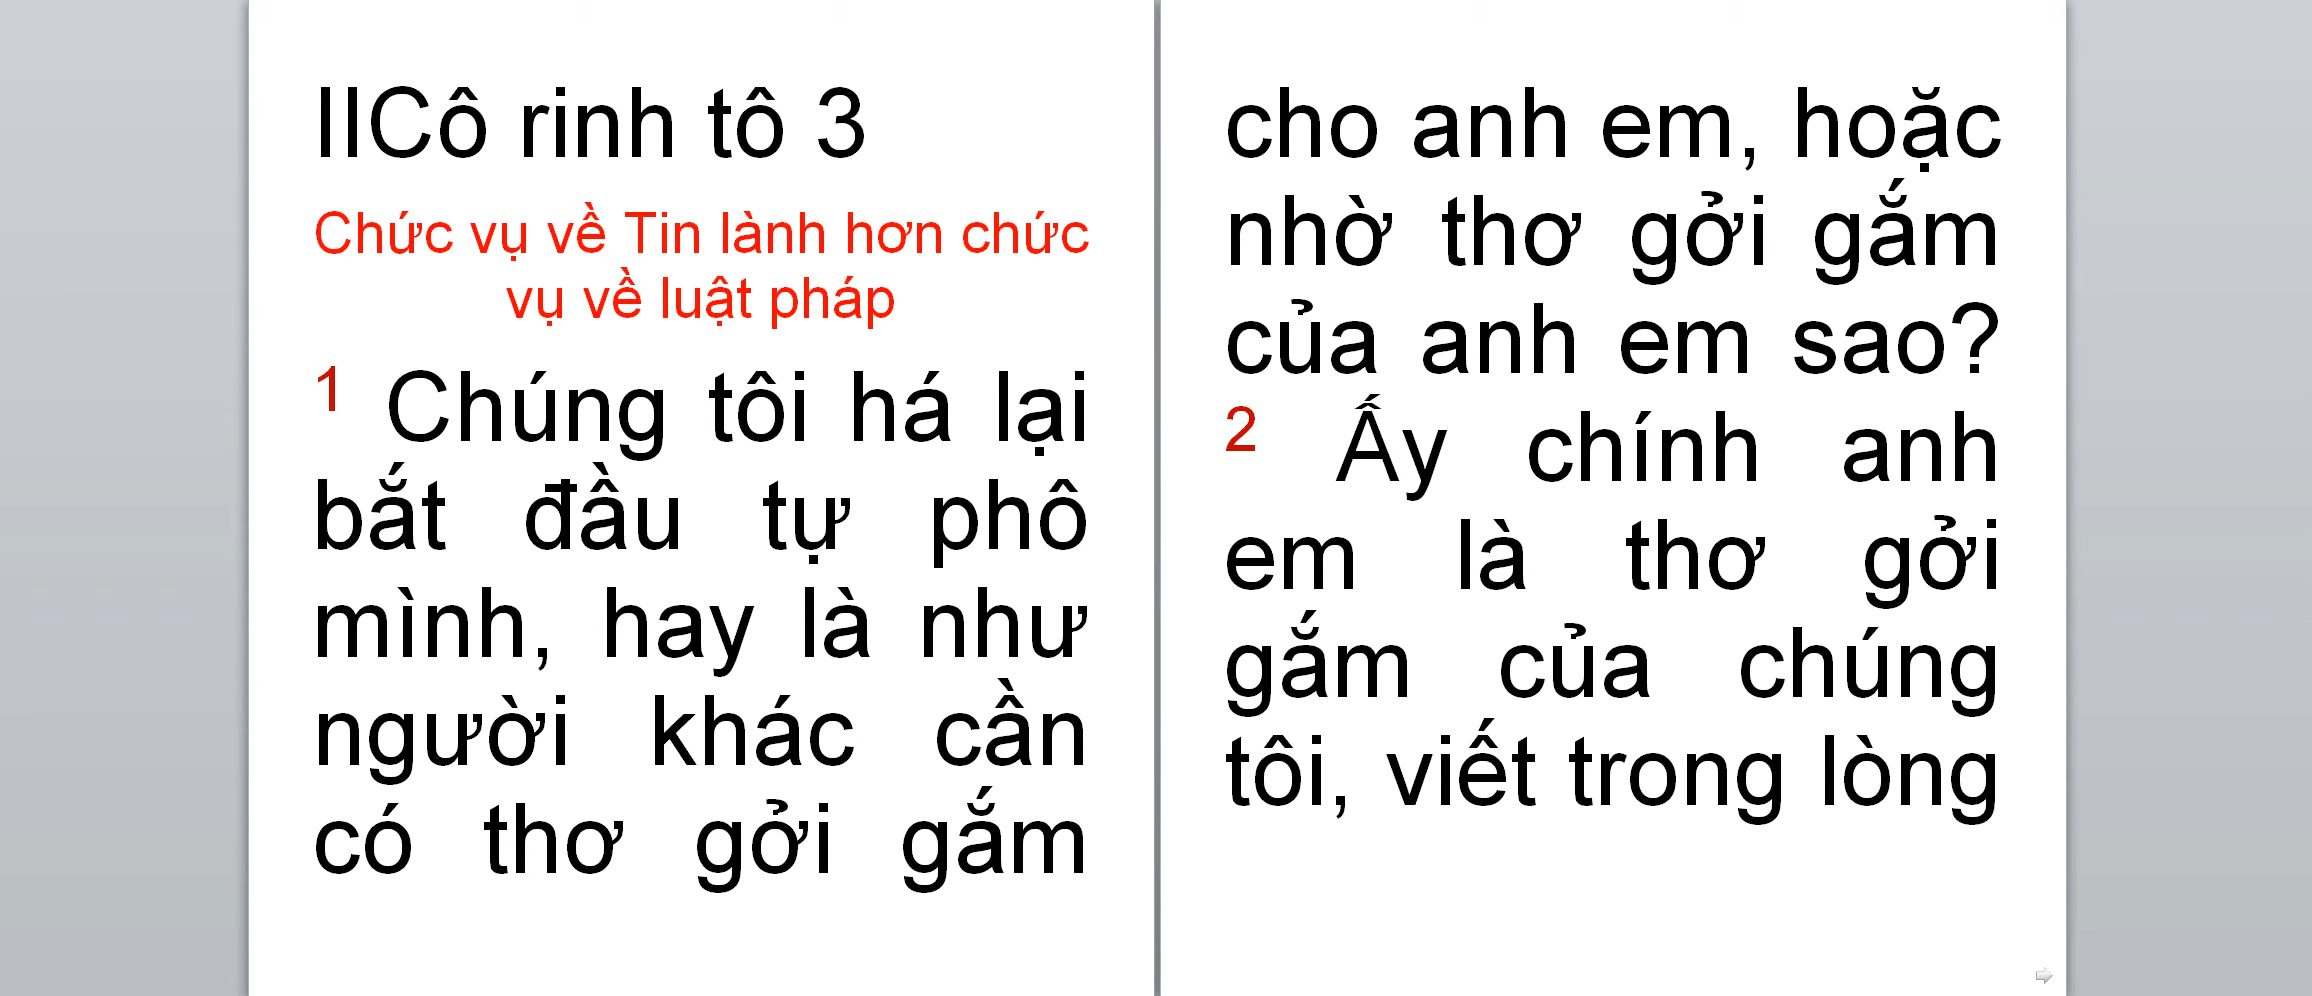 IICô rinh tô 3
Chức vụ về Tin lành hơn chức
vụ về luật pháp
1 Chúng tôi há lại
bắt đầu tự phô
mình, hay là như
người khác cần
có thơ gởi gắm
cho anh em, hoặc
nhờ thơ gởi gắm
của anh em sao?
2 Ấy chính anh
em là thơ gởi
gắm của chúng
tôi, viết trong lòng